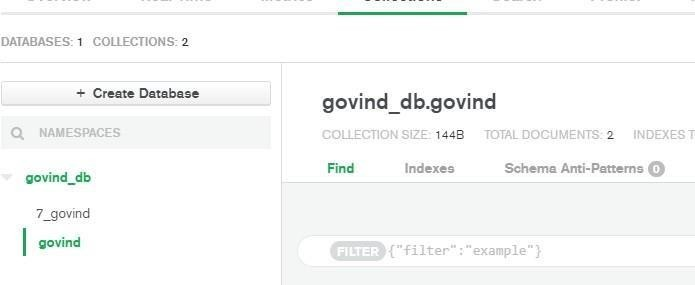 DATABASES: 1 COLLECTIONS: 2
+ Create Database
NAMESPACES
govind_db
7_govind
govind
govind_db.govind
COLLECTION SIZE: 144B TOTAL DOCUMENTS: 2 INDEXES
Find Indexes Schema Anti-Patterns 0
FILTER {"filter":"example"}